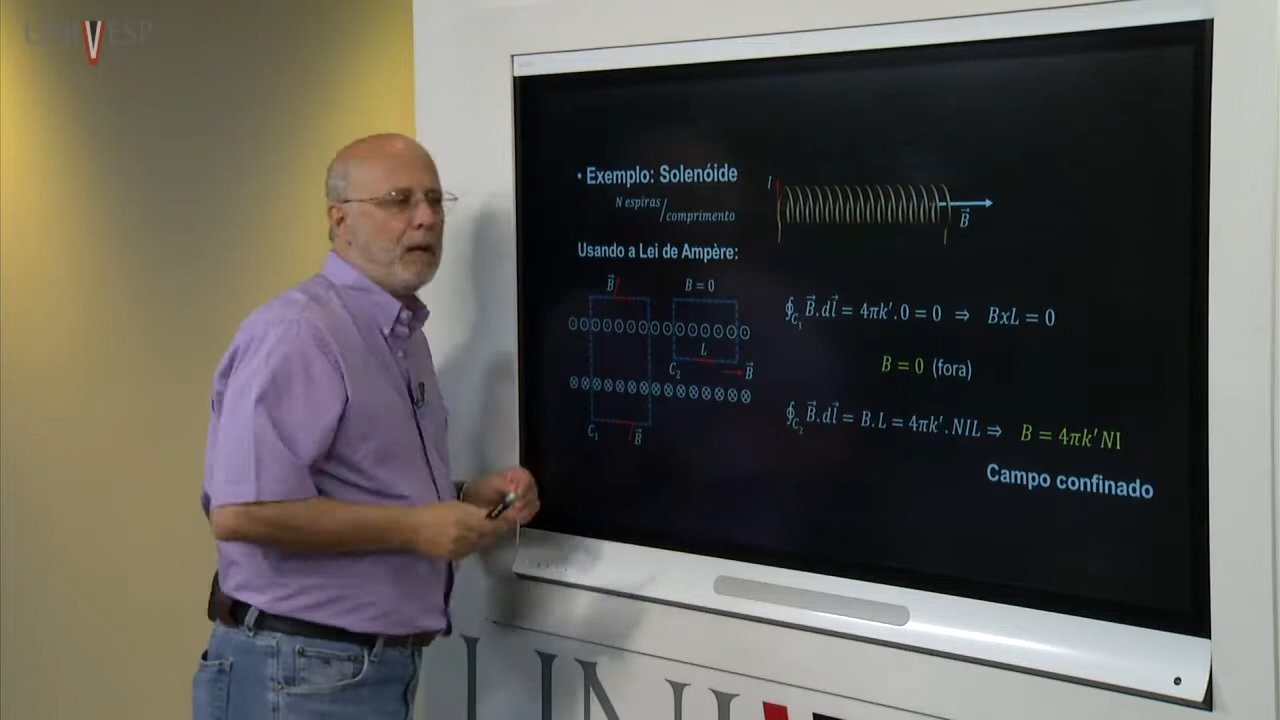 UNIVESP
• Exemplo: Solenóide
N espiras/comprimento
I
B⃗
Usando a Lei de Ampère:
B⃗
B = 0
∮C₁ B⃗.dl⃗ = 4πk′.0 = 0 ⇒ BxL = 0
L
C₂
B⃗
B = 0 (fora)
C₁
B⃗
∮C₂ B⃗.dl⃗ = B.L = 4πk′.NIL ⇒ B = 4πk′NI
Campo confinado
UNIV